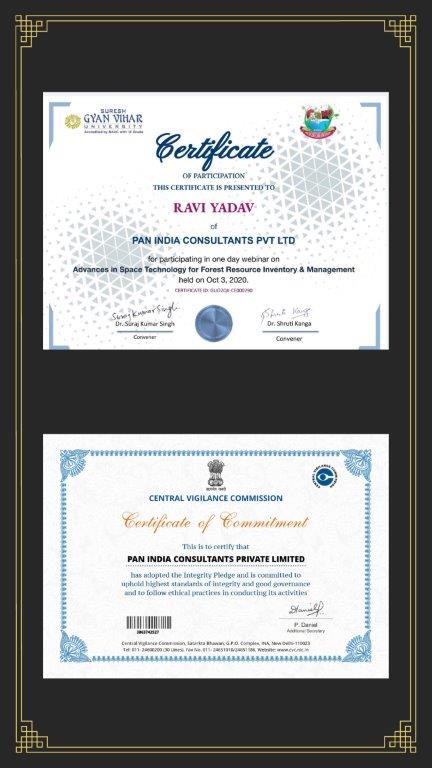 SURESH
GYAN VIHAR
UNIVERSITY
Accredited by NAAC with 'A' Grade
Certificate
OF PARTICIPATION
THIS CERTIFICATE IS PRESENTED TO
RAVI YADAV
of
PAN INDIA CONSULTANTS PVT LTD
for participating in one day webinar on
Advances in Space Technology for Forest Resource Inventory & Management
held on Oct 3, 2020.
Suraj Kumar Singh
Shruti Kanga
Dr. Suraj Kumar Singh
Dr. Shruti Kanga
Convener
Convener
CENTRAL VIGILANCE COMMISSION
Certificate of Commitment
This is to certify that
PAN INDIA CONSULTANTS PRIVATE LIMITED
has adopted the Integrity Pledge and is committed to
uphold highest standards of integrity and good governance
and to follow ethical practices in conducting its activities
P. Daniel
Additional Secretary
Central Vigilance Commission, Satarkta Bhawan, G.P.O. Complex, INA, New Delhi-110023
Tel: 011- 24600200 (30 Lines), Fax No. 011- 24651010/24651186, Website: www.cvc.nic.in